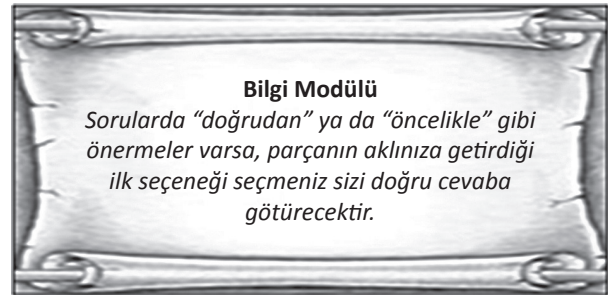 Bilgi Modülü
Sorularda “doğrudan” ya da “öncelikle” gibi
önermeler varsa, parçanın aklınıza getirdiği
ilk seçeneği seçmeniz sizi doğru cevaba
götürecektir.